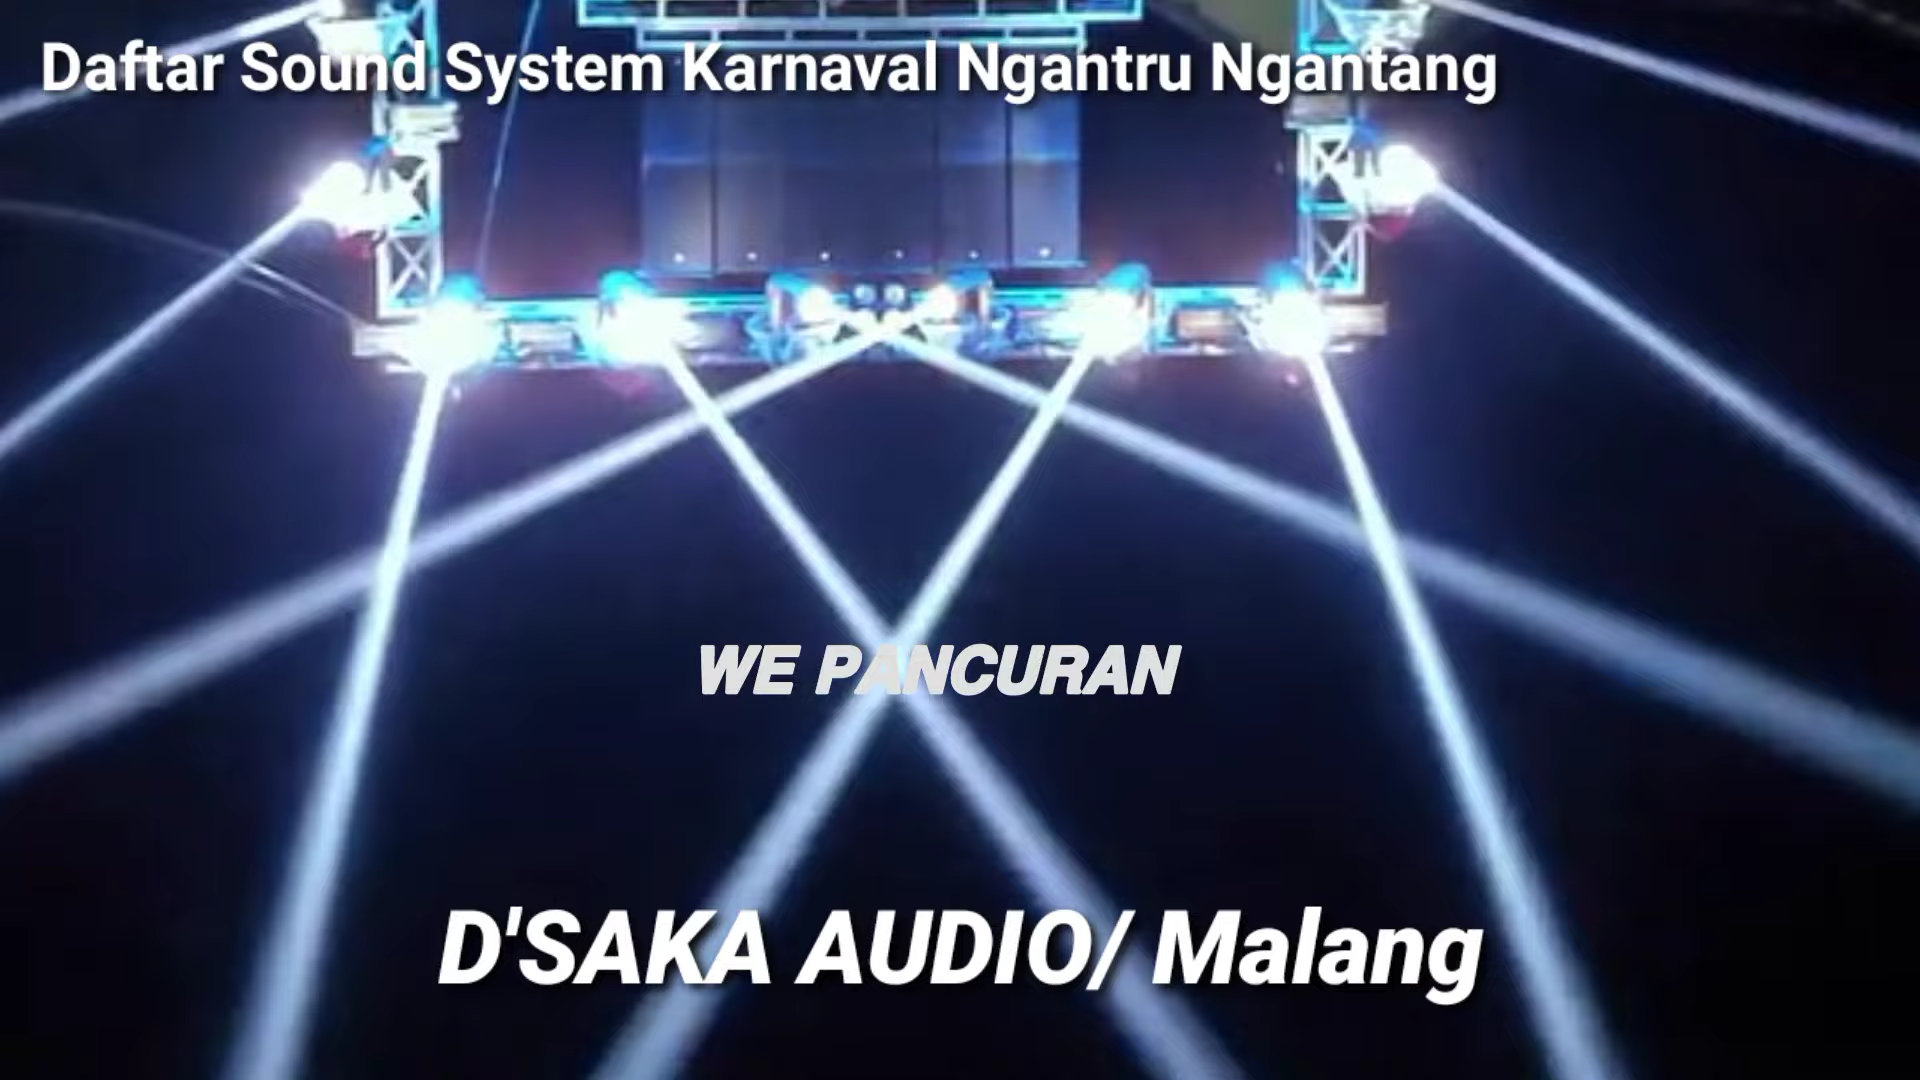 Daftar Sound System Karnaval Ngantru Ngantang
WE PANCURAN
D'SAKA AUDIO/ Malang